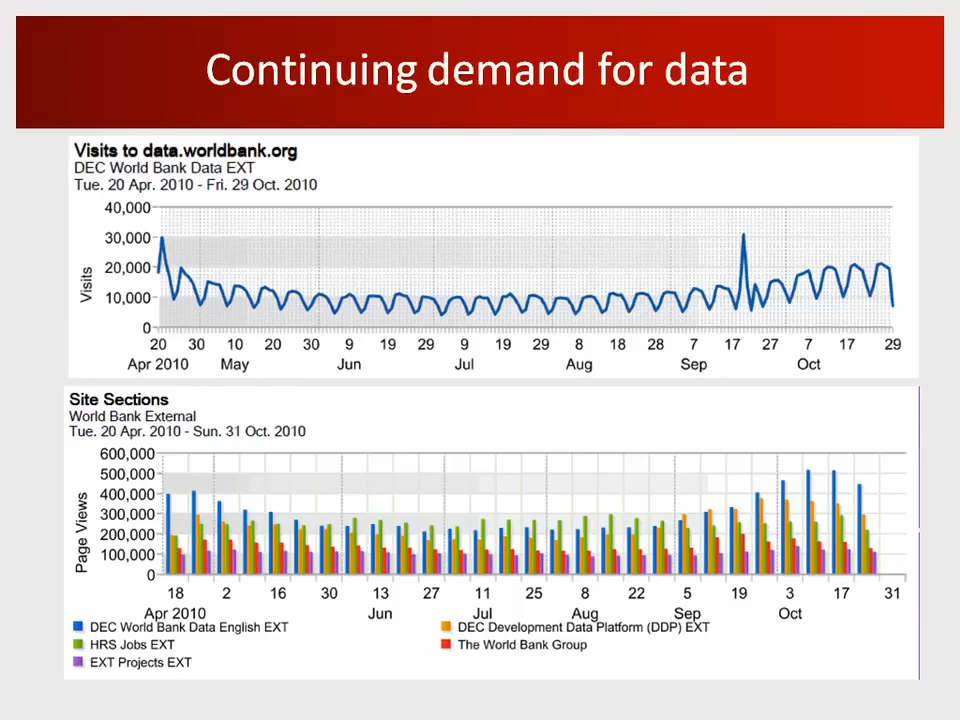 Continuing demand for data
Visits to data.worldbank.org
DEC World Bank Data EXT
Tue. 20 Apr. 2010 - Fri. 29 Oct. 2010
40,000
30,000
20,000
10,000
0
Visits
20 30 10 20 30 9 19 29 9 19 29 8 18 28 7 17 27 7 17 29
Apr 2010 May Jun Jul Aug Sep Oct
Site Sections
World Bank External
Tue. 20 Apr. 2010 - Sun. 31 Oct. 2010
600,000
500,000
400,000
300,000
200,000
100,000
0
Page Views
18 2 16 30 13 27 11 25 8 22 5 19 3 17 31
Apr 2010 Jun Jul Aug Sep Oct
DEC World Bank Data English EXT DEC Development Data Platform (DDP) EXT
HRS Jobs EXT The World Bank Group
EXT Projects EXT